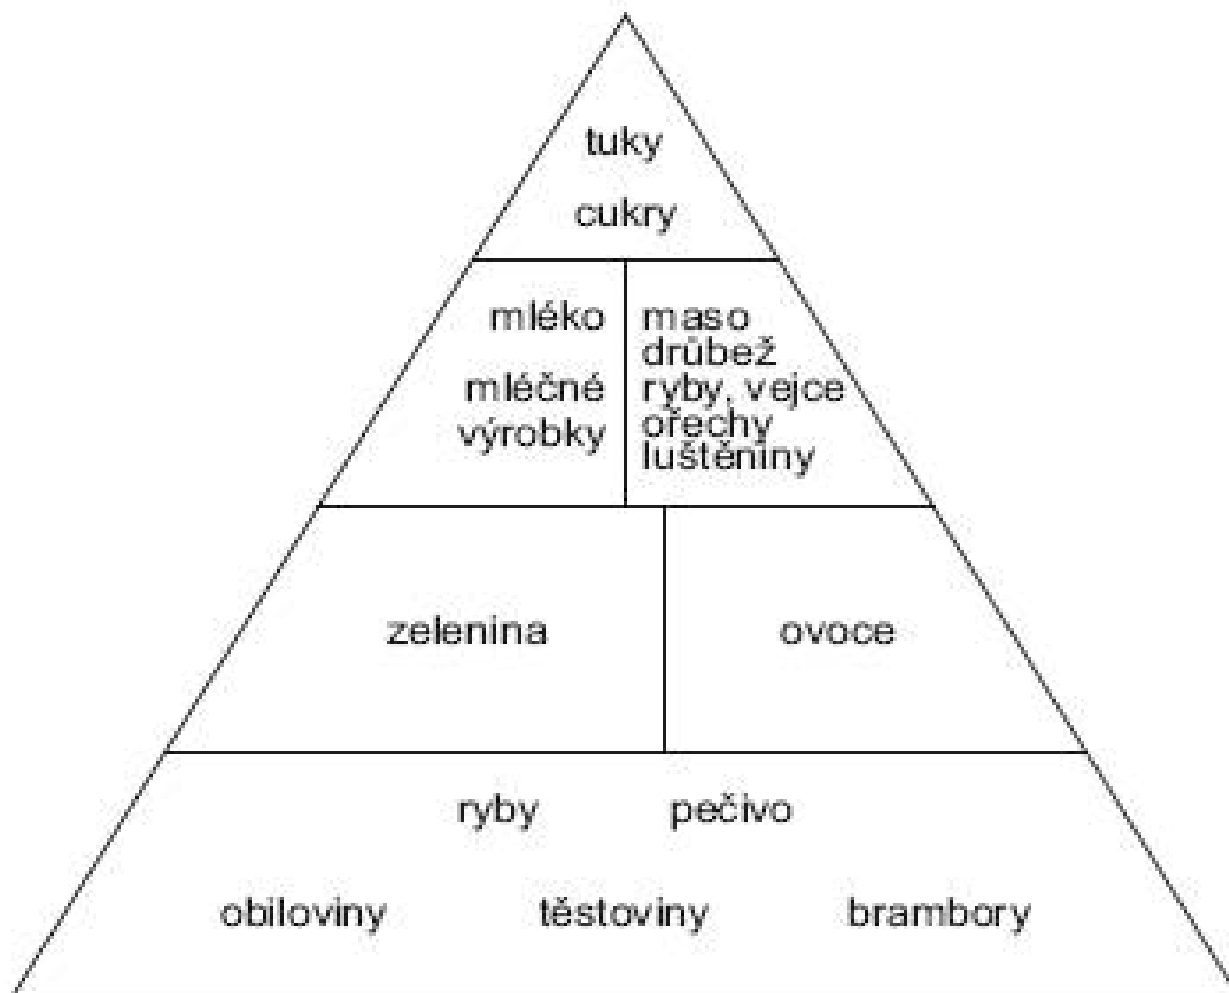 tuky
cukry
mléko
mléčné
výrobky
maso
drůbež
ryby, vejce
ořechy
luštěniny
zelenina
ovoce
ryby pečivo
obiloviny těstoviny brambory